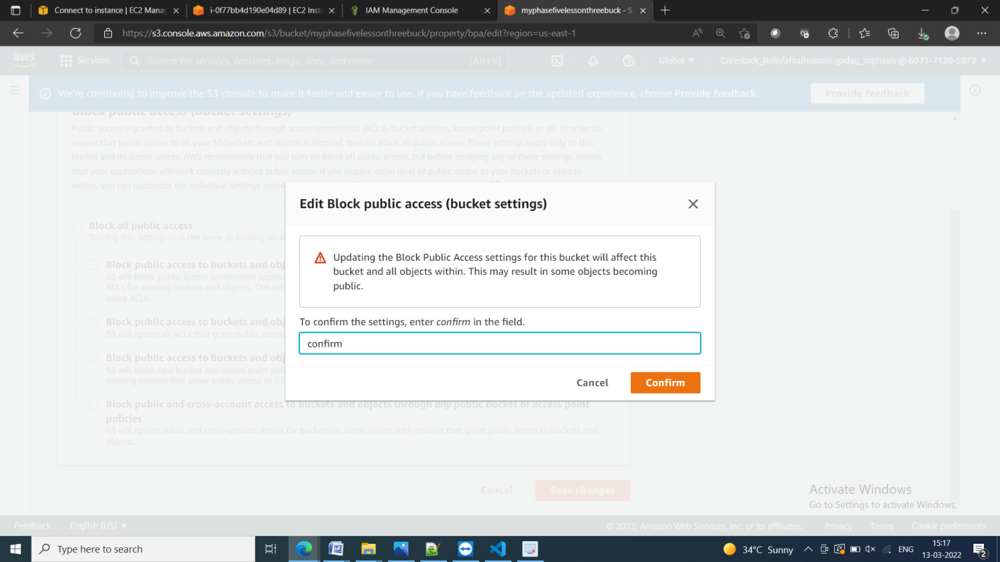 Connect to instance | EC2 Manag
i-0f77bb4d190e04d89 | EC2 Insta
IAM Management Console
myphasefivelessonthreebuck - S
https://s3.console.aws.amazon.com/s3/bucket/myphasefivelessonthreebuck/property/bpa/edit?region=us-east-1
aws
Services
Search for services, features, blogs, docs, and more
[Alt+S]
Global
Corestack_Role/afzalhussain.gadag_mphasis @ 6071-7120-5972
We're continuing to improve the S3 console to make it faster and easier to use. If you have feedback on the updated experience, choose Provide feedback.
Provide feedback
Block public access (bucket settings)
Public access is granted to buckets and objects through access control lists (ACLs), bucket policies, access point policies, or all. In order to
ensure that public access to all your S3 buckets and objects is blocked, turn on Block all public access. These settings apply only to this
bucket and its access points. AWS recommends that you turn on Block all public access, but before applying any of these settings, ensure
that your applications will work correctly without public access. If you require some level of public access to your buckets or objects
within, you can customize the individual settings below
Edit Block public access (bucket settings)
Updating the Block Public Access settings for this bucket will affect this
bucket and all objects within. This may result in some objects becoming
public.
To confirm the settings, enter confirm in the field.
confirm
Cancel
Confirm
Block all public access
Turning this setting on is the same as turning on
Block public access to buckets and obj
S3 will block public access permissions applie
ACLs for existing buckets and objects. This set
using ACLs.
Block public access to buckets and obj
S3 will ignore all ACLs that grant public access
Block public access to buckets and obj
S3 will block new bucket and access point poli
existing policies that allow public access to S3
Block public and cross-account access to buckets and objects through any public bucket or access point
policies
S3 will ignore public and cross-account access for buckets or access points with policies that grant public access to buckets and
objects.
Cancel
Save changes
Activate Windows
Go to Settings to activate Windows.
Feedback
English (US)
© 2022, Amazon Web Services, Inc. or its affiliates.
Privacy
Terms
Cookie preferences
Type here to search
34°C Sunny
ENG
15:17
13-03-2022
2